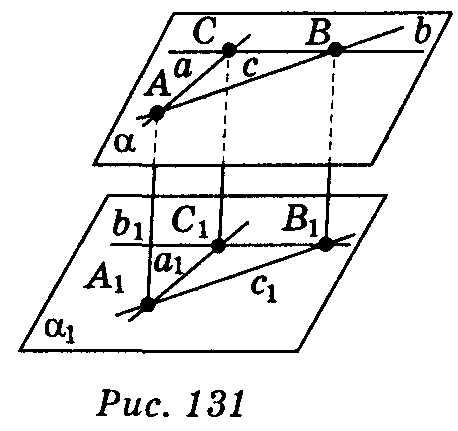 C B b
a c
A
α
b₁ C₁ B₁
a₁
A₁ c₁
α₁
Рис. 131